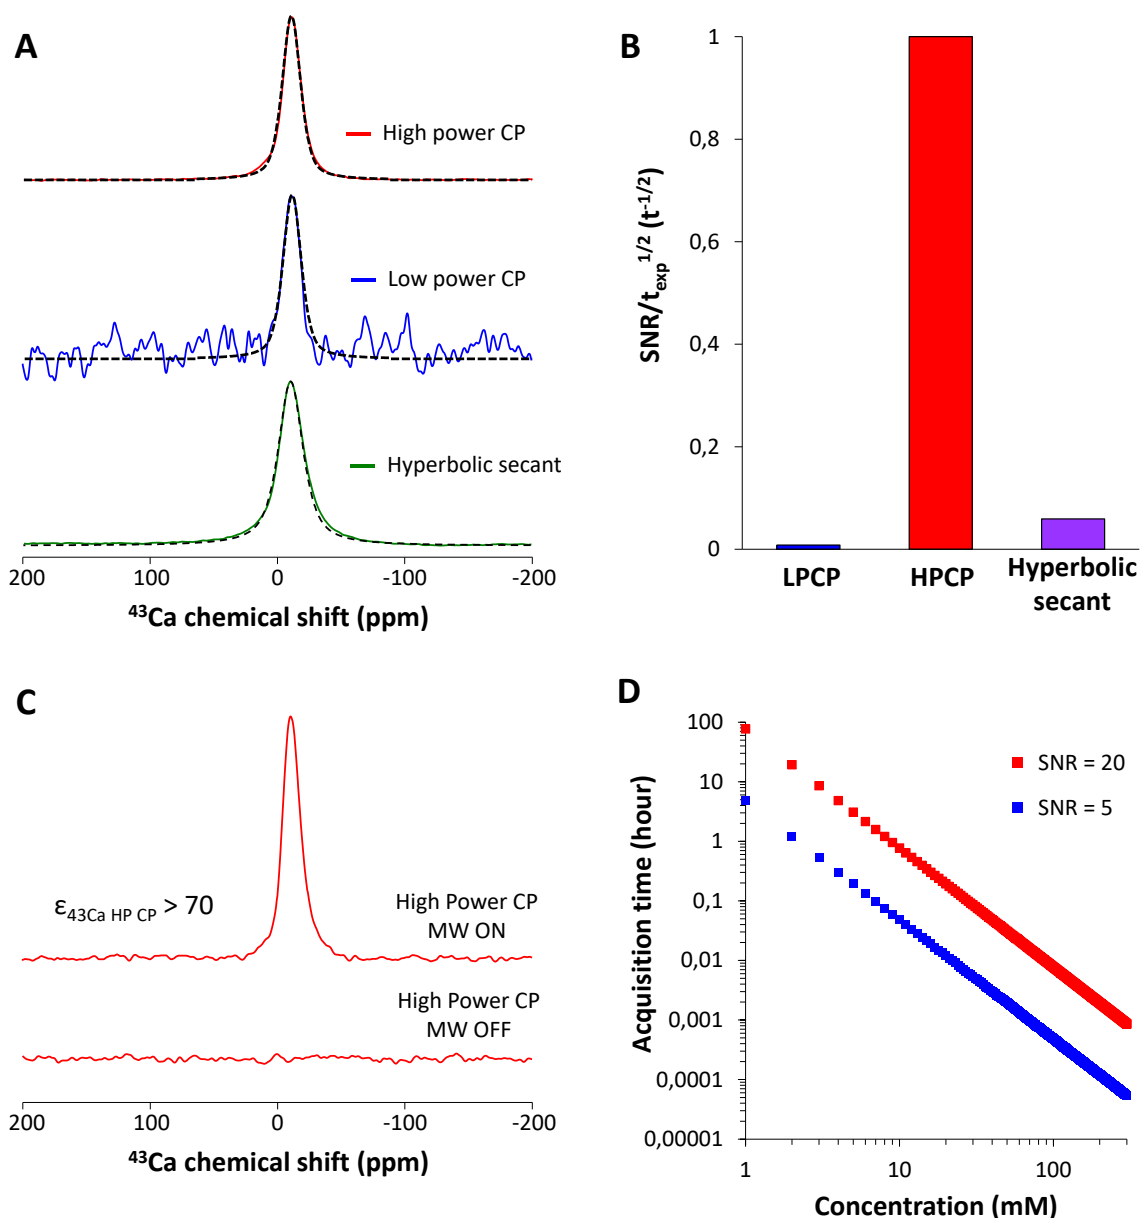 A
High power CP
Low power CP
Hyperbolic secant
200 100 0 -100 -200
⁴³Ca chemical shift (ppm)
B
SNR/t_exp^1/2 (t^-1/2)
1
0,8
0,6
0,4
0,2
0
LPCP HPCP Hyperbolic
secant
C
ε43Ca HP CP > 70
High Power CP
MW ON
High Power CP
MW OFF
200 100 0 -100 -200
⁴³Ca chemical shift (ppm)
D
Acquisition time (hour)
100
10
1
0,1
0,01
0,001
0,0001
0,00001
SNR = 20
SNR = 5
1 10 100
Concentration (mM)